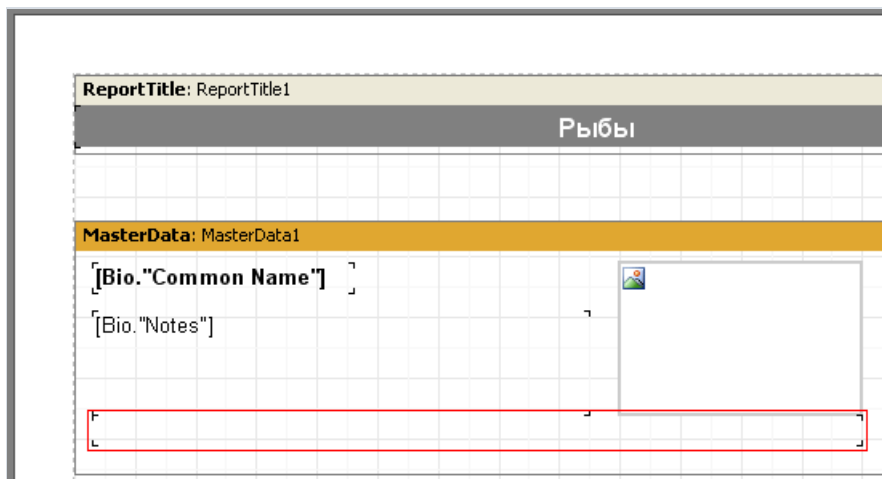 ReportTitle: ReportTitle1
Рыбы
MasterData: MasterData1
[Bio."Common Name"]
[Bio."Notes"]